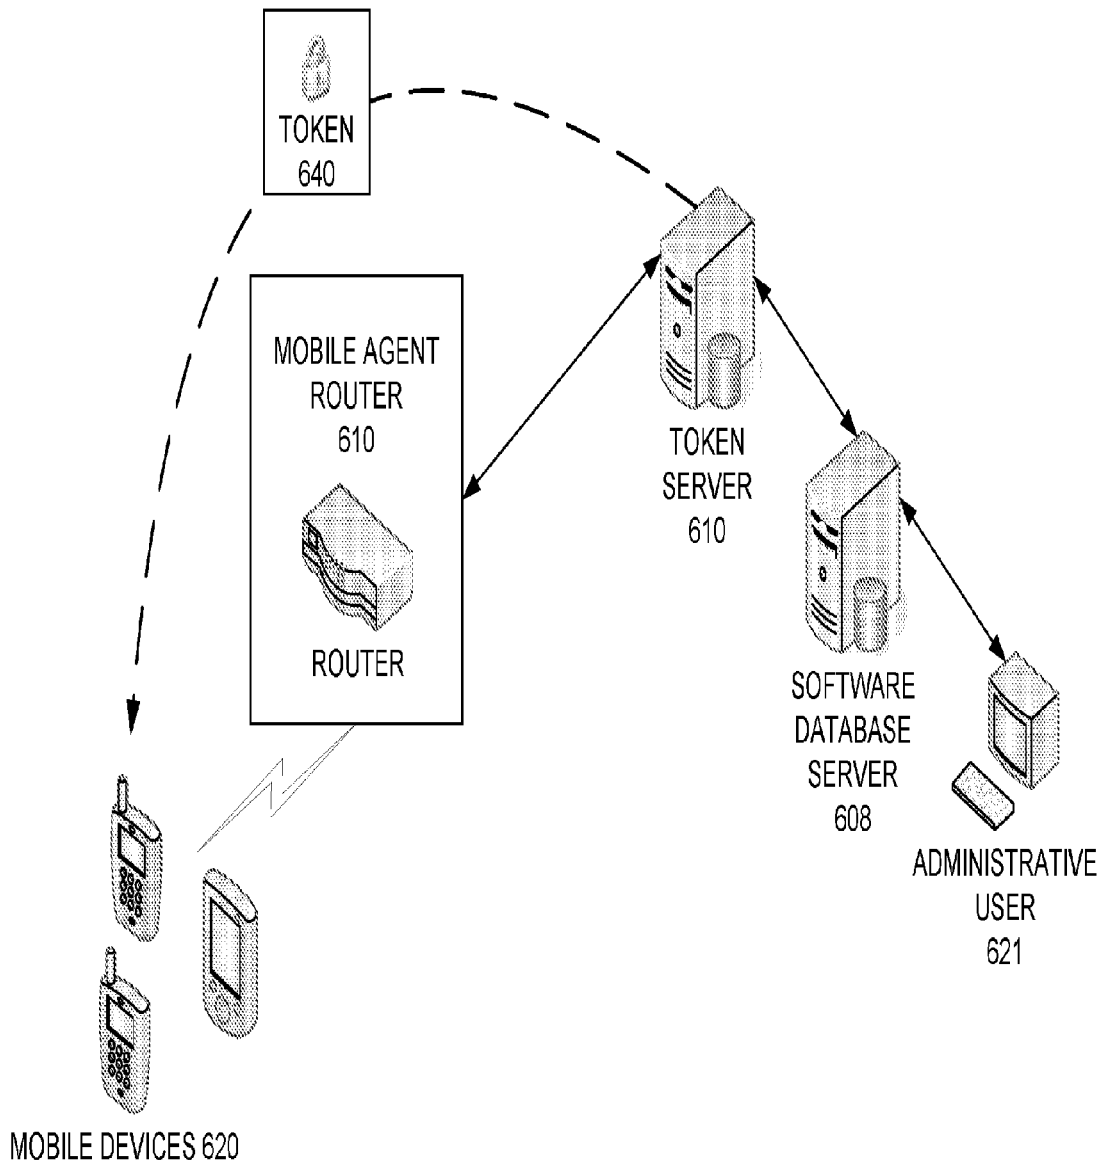 TOKEN
640
MOBILE AGENT
ROUTER
610
ROUTER
TOKEN
SERVER
610
SOFTWARE
DATABASE
SERVER
608
ADMINISTRATIVE
USER
621
MOBILE DEVICES 620